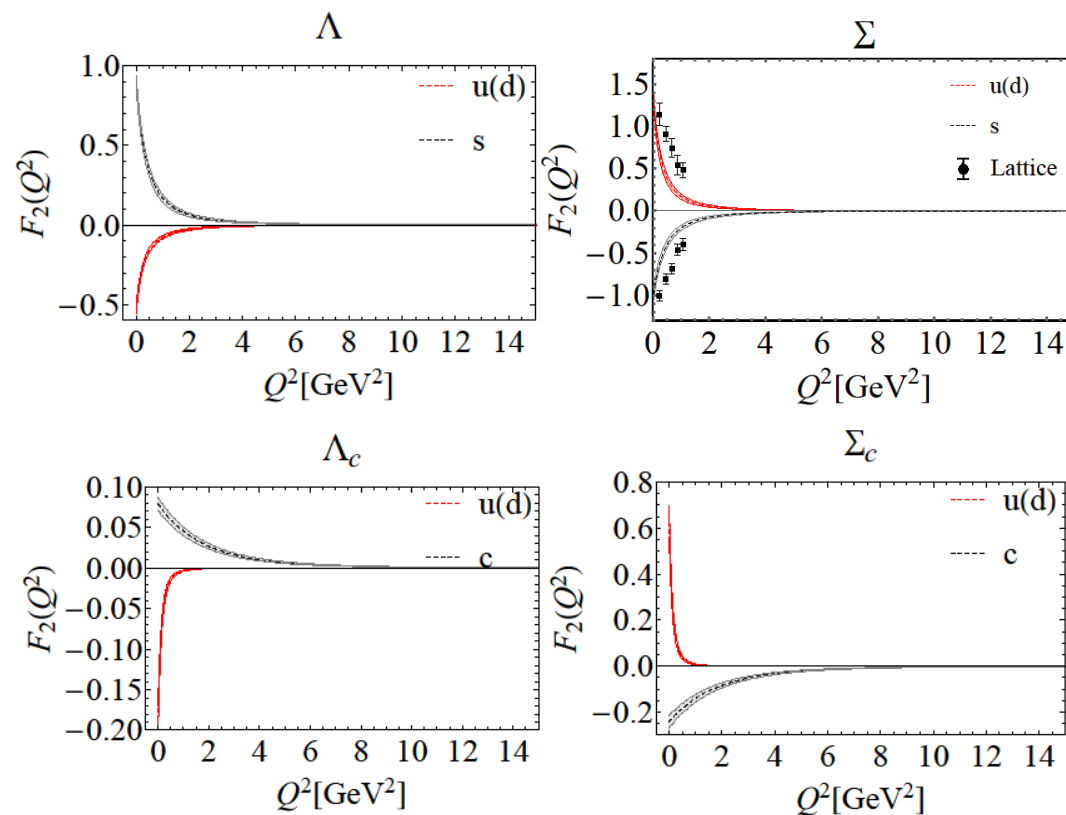 Λ
1.0
0.5
0.0
−0.5
F₂(Q²)
u(d)
s
0 2 4 6 8 10 12 14
Q²[GeV²]
Σ
1.5
1.0
0.5
0.0
−0.5
−1.0
F₂(Q²)
u(d)
s
Lattice
0 2 4 6 8 10 12 14
Q²[GeV²]
Λc
0.10
0.05
0.00
−0.05
−0.10
−0.15
−0.20
F₂(Q²)
u(d)
c
0 2 4 6 8 10 12 14
Q²[GeV²]
Σc
0.8
0.6
0.4
0.2
0.0
−0.2
F₂(Q²)
u(d)
c
0 2 4 6 8 10 12 14
Q²[GeV²]